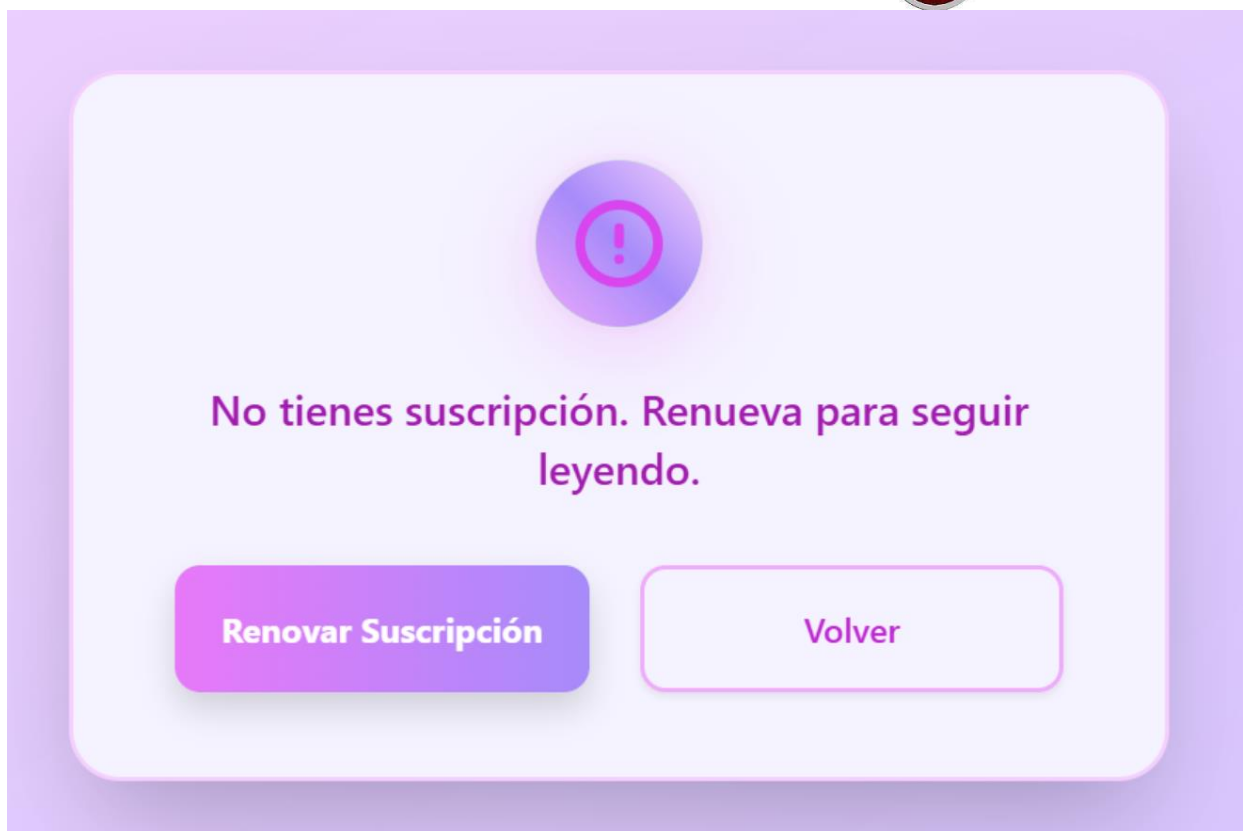 No tienes suscripción. Renueva para seguir
leyendo.
Renovar Suscripción
Volver